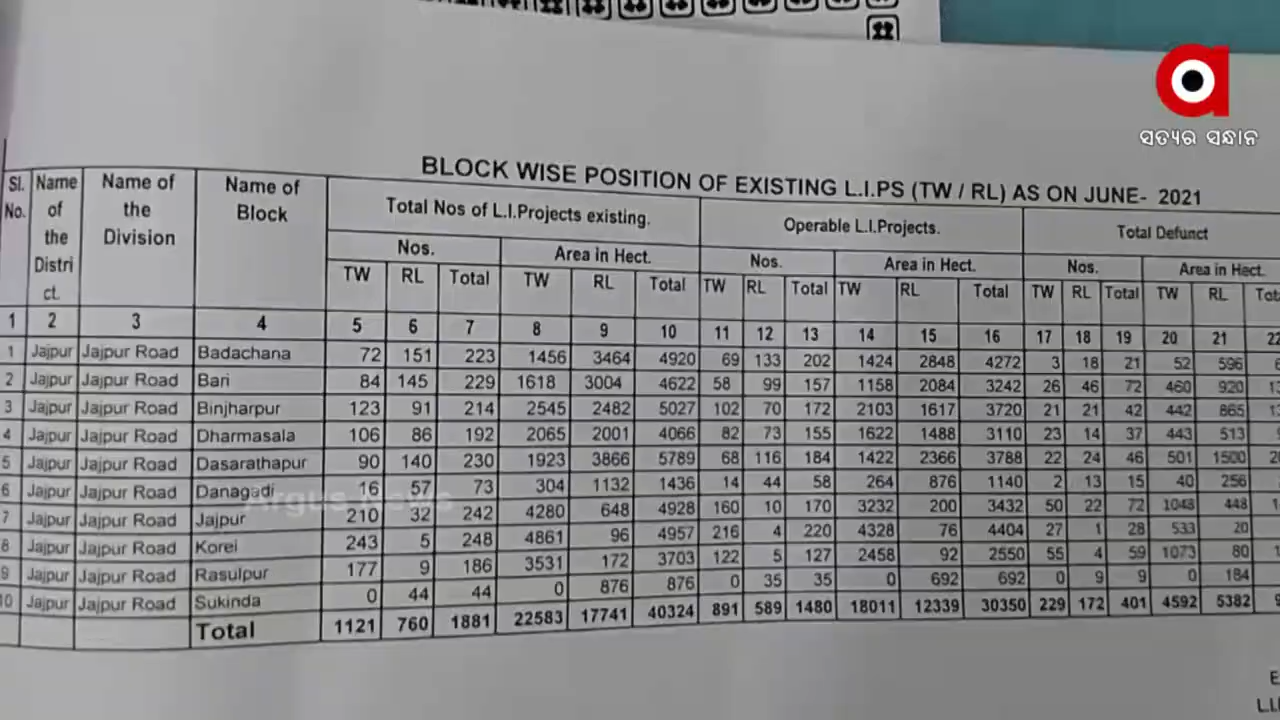 ସତ୍ୟର ସନ୍ଧାନ
BLOCK WISE POSITION OF EXISTING L.I.PS (TW / RL) AS ON JUNE- 2021
Sl. No. Name of the Distri ct. Name of the Division Name of Block Total Nos of L.I.Projects existing. Operable L.I.Projects. Total Defunct
Nos. Area in Hect. Nos. Area in Hect. Nos. Area in Hect.
TW RL Total TW RL Total TW RL Total TW RL Total TW RL Total TW RL
1 2 3 4 5 6 7 8 9 10 11 12 13 14 15 16 17 18 19 20 21 22
1 Jajpur Jajpur Road Badachana 72 151 223 1456 3464 4920 69 133 202 1424 2848 4272 3 18 21 52 596
2 Jajpur Jajpur Road Bari 84 145 229 1618 3004 4622 58 99 157 1158 2084 3242 26 46 72 460 920
3 Jajpur Jajpur Road Binjharpur 123 91 214 2545 2482 5027 102 70 172 2103 1617 3720 21 21 42 442 865
4 Jajpur Jajpur Road Dharmasala 106 86 192 2065 2001 4066 82 73 155 1622 1488 3110 23 14 37 443 513
5 Jajpur Jajpur Road Dasarathapur 90 140 230 1923 3866 5789 68 116 184 1422 2366 3788 22 24 46 501 1500
6 Jajpur Jajpur Road Danagadi 16 57 73 304 1132 1436 14 44 58 264 876 1140 2 13 15 40 256
7 Jajpur Jajpur Road Jajpur 210 32 242 4280 648 4928 160 10 170 3232 200 3432 50 22 72 1048 448
8 Jajpur Jajpur Road Korei 243 5 248 4861 96 4957 216 4 220 4328 76 4404 27 1 28 533 20
9 Jajpur Jajpur Road Rasulpur 177 9 186 3531 172 3703 122 5 127 2458 92 2550 55 4 59 1073 80
10 Jajpur Jajpur Road Sukinda 0 44 44 0 876 876 0 35 35 0 692 692 0 9 9 0 184
Total 1121 760 1881 22583 17741 40324 891 589 1480 18011 12339 30350 229 172 401 4592 5382
Argus News